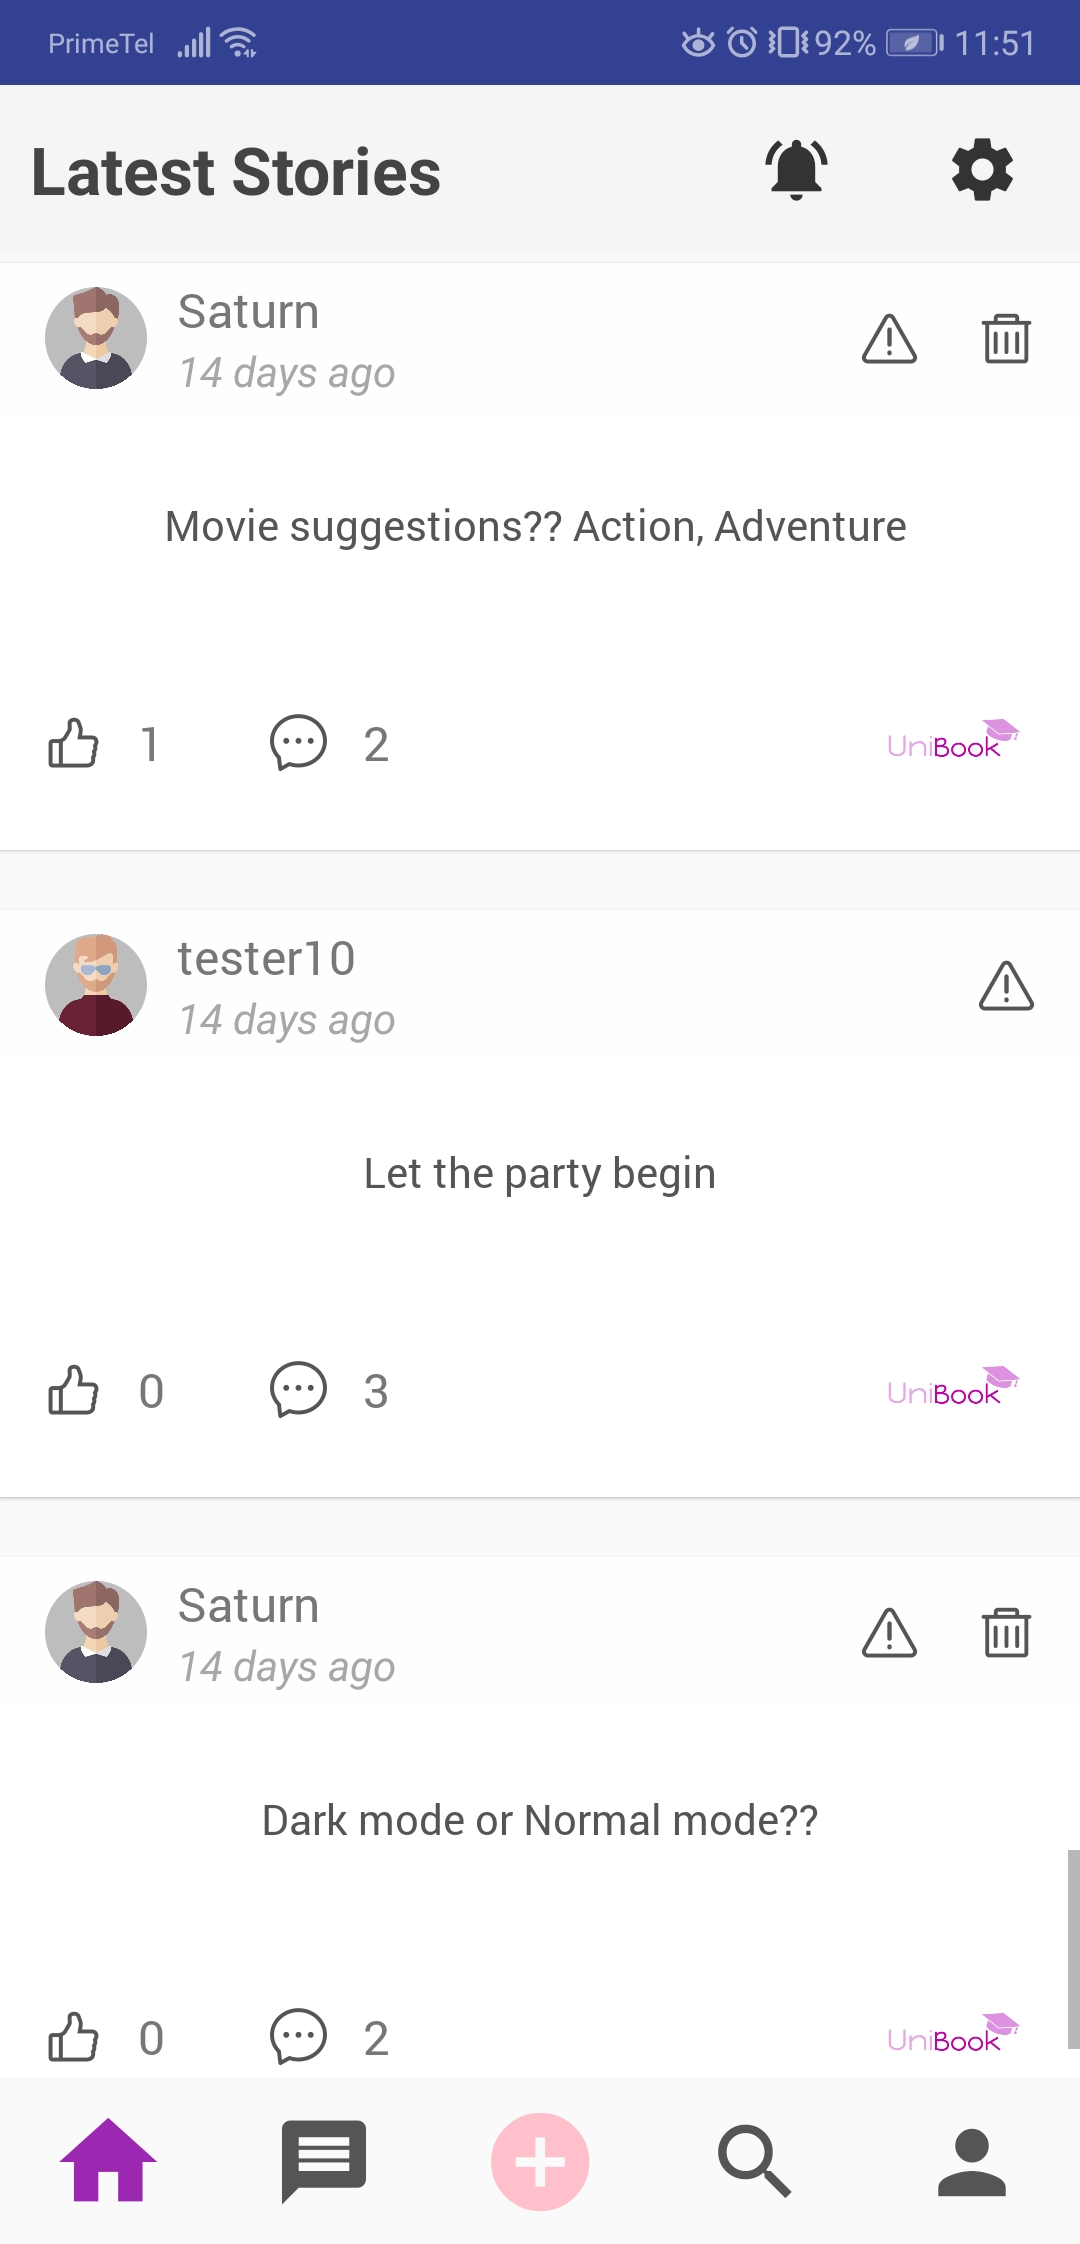 PrimeTel 92% 11:51
Latest Stories
Saturn
14 days ago
Movie suggestions?? Action, Adventure
1 2 UniBook
tester10
14 days ago
Let the party begin
0 3 UniBook
Saturn
14 days ago
Dark mode or Normal mode??
0 2 UniBook